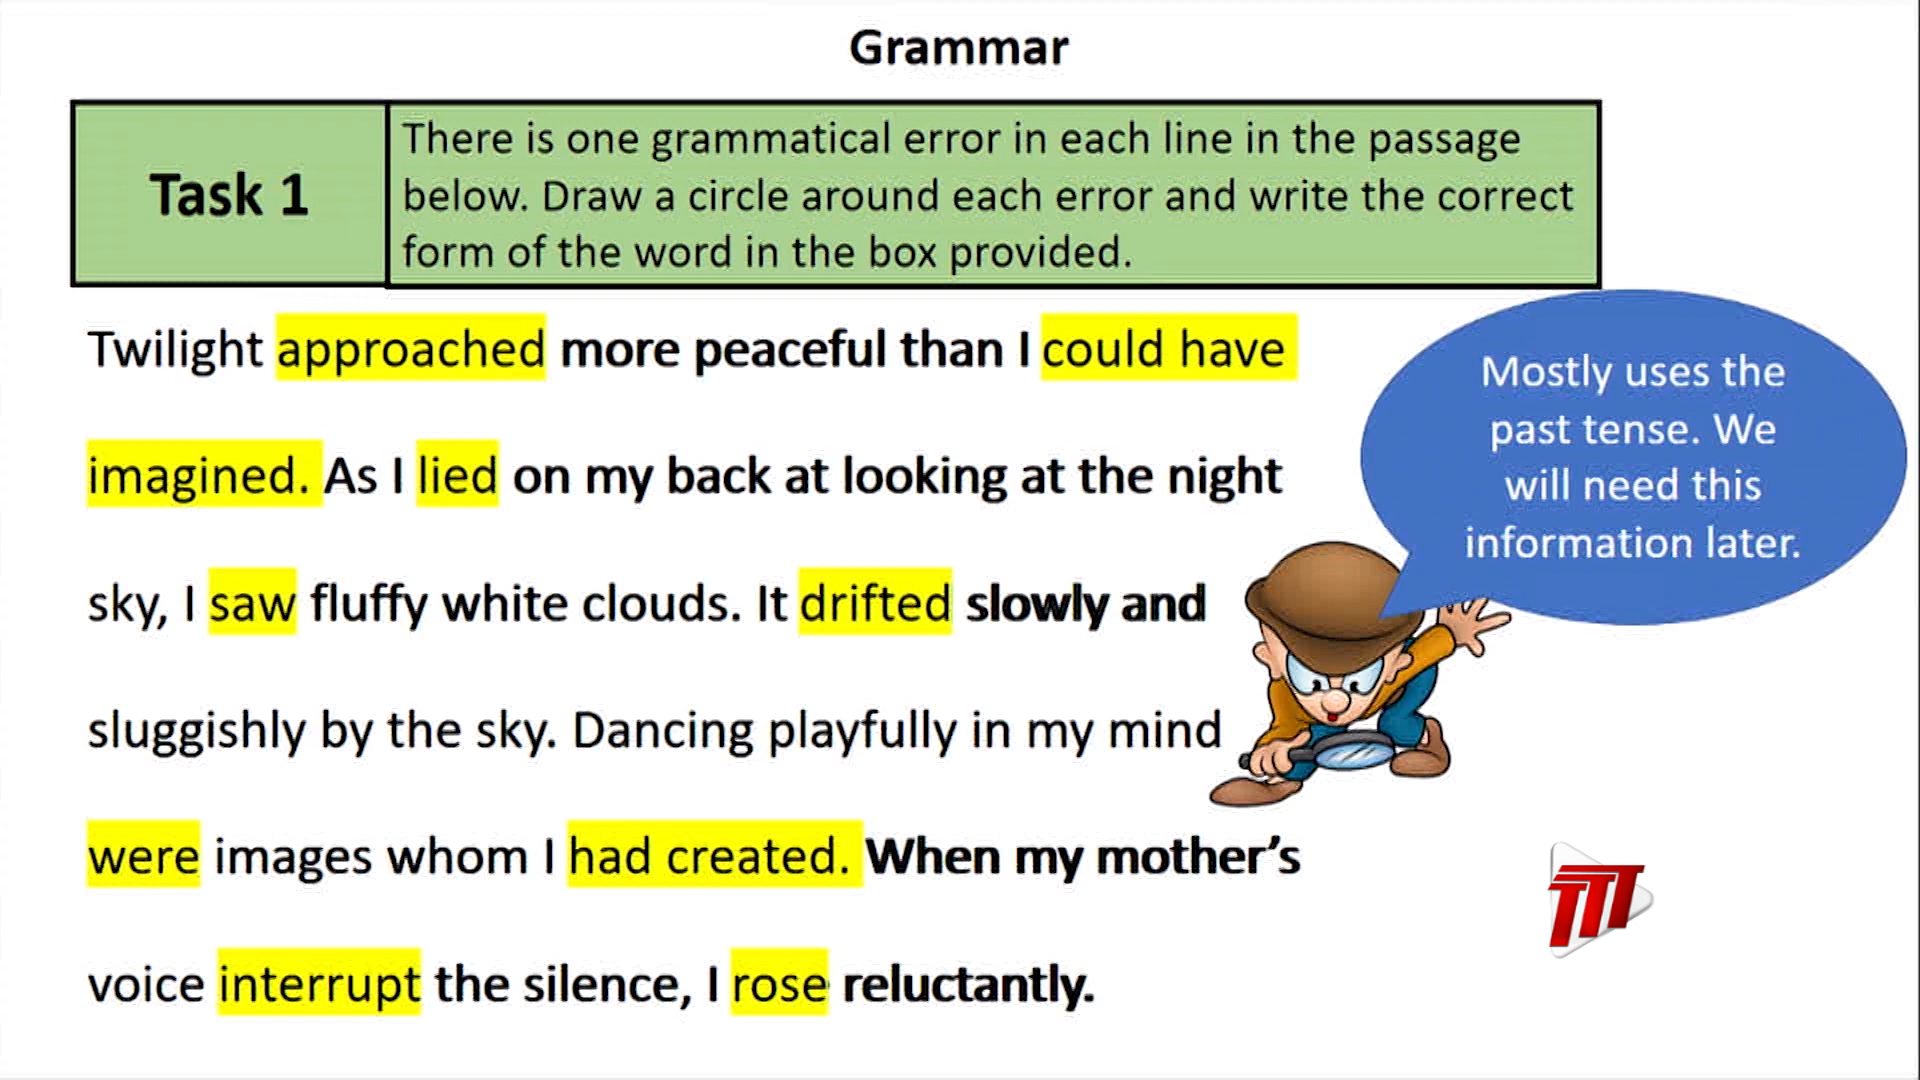 Grammar
Task 1
There is one grammatical error in each line in the passage
below. Draw a circle around each error and write the correct
form of the word in the box provided.
Twilight approached more peaceful than I could have
imagined. As I lied on my back at looking at the night
sky, I saw fluffy white clouds. It drifted slowly and
sluggishly by the sky. Dancing playfully in my mind
were images whom I had created. When my mother’s
voice interrupt the silence, I rose reluctantly.
Mostly uses the
past tense. We
will need this
information later.
TTT